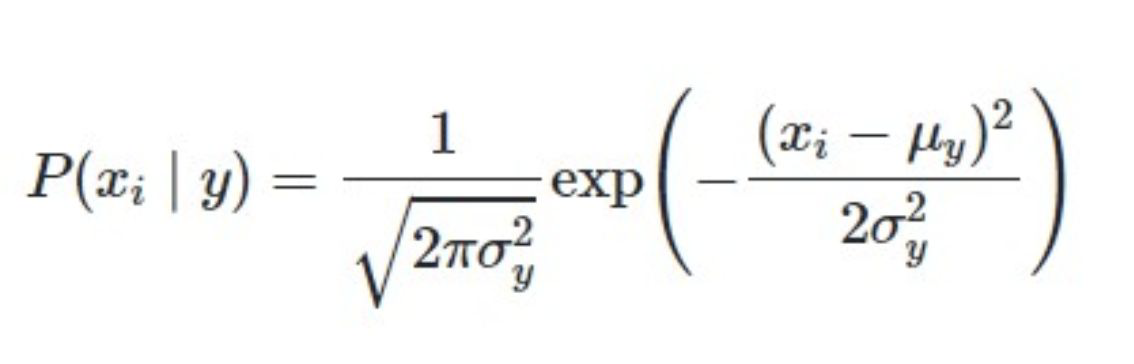 P(x_i | y) = \frac{1}{\sqrt{2\pi\sigma_y^2}} \exp\left(-\frac{(x_i - \mu_y)^2}{2\sigma_y^2}\right)